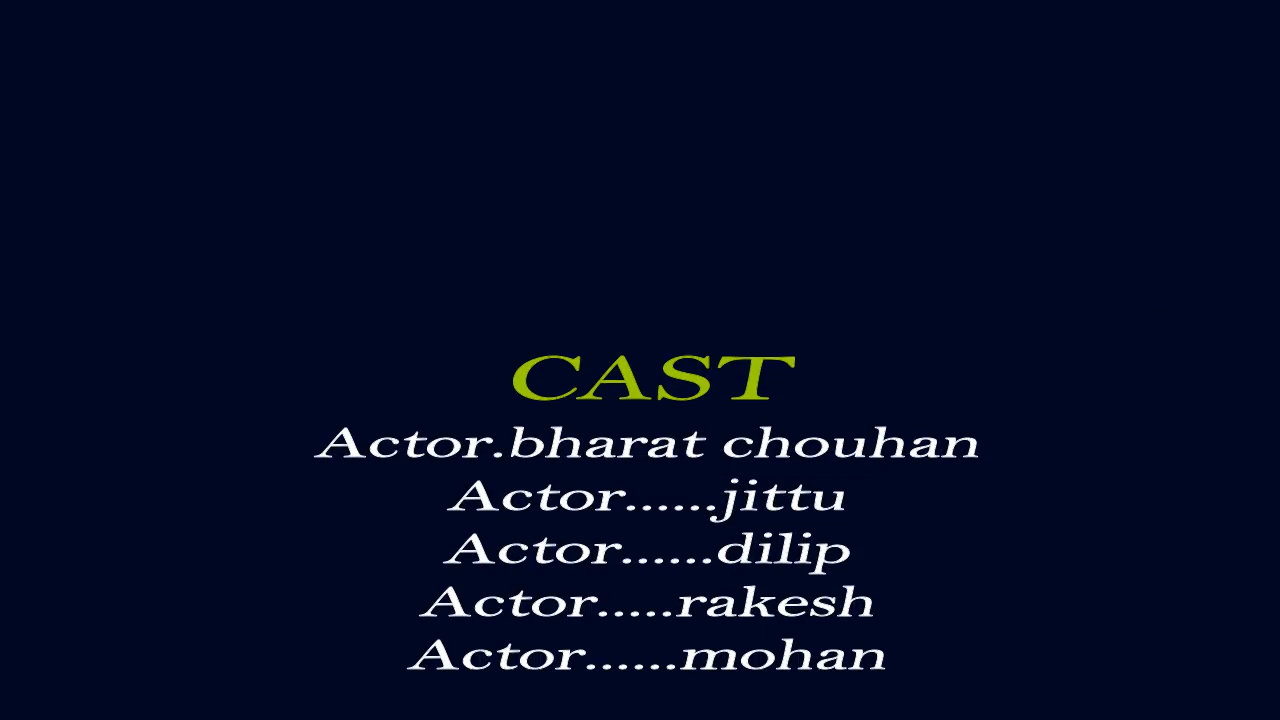 CAST
Actor.bharat chouhan
Actor......jittu
Actor......dilip
Actor.....rakesh
Actor......mohan